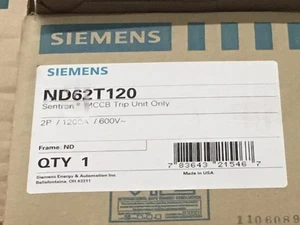 SIEMENS
SIEMENS
ND62T120
Sentron MCCB Trip Unit Only
2P / 1200A / 600V~
Frame: ND
QTY 1
7 83643 21546 7
Made in USA
Siemens Energy & Automation Inc.
Bellefontaine, OH 43311
1106089